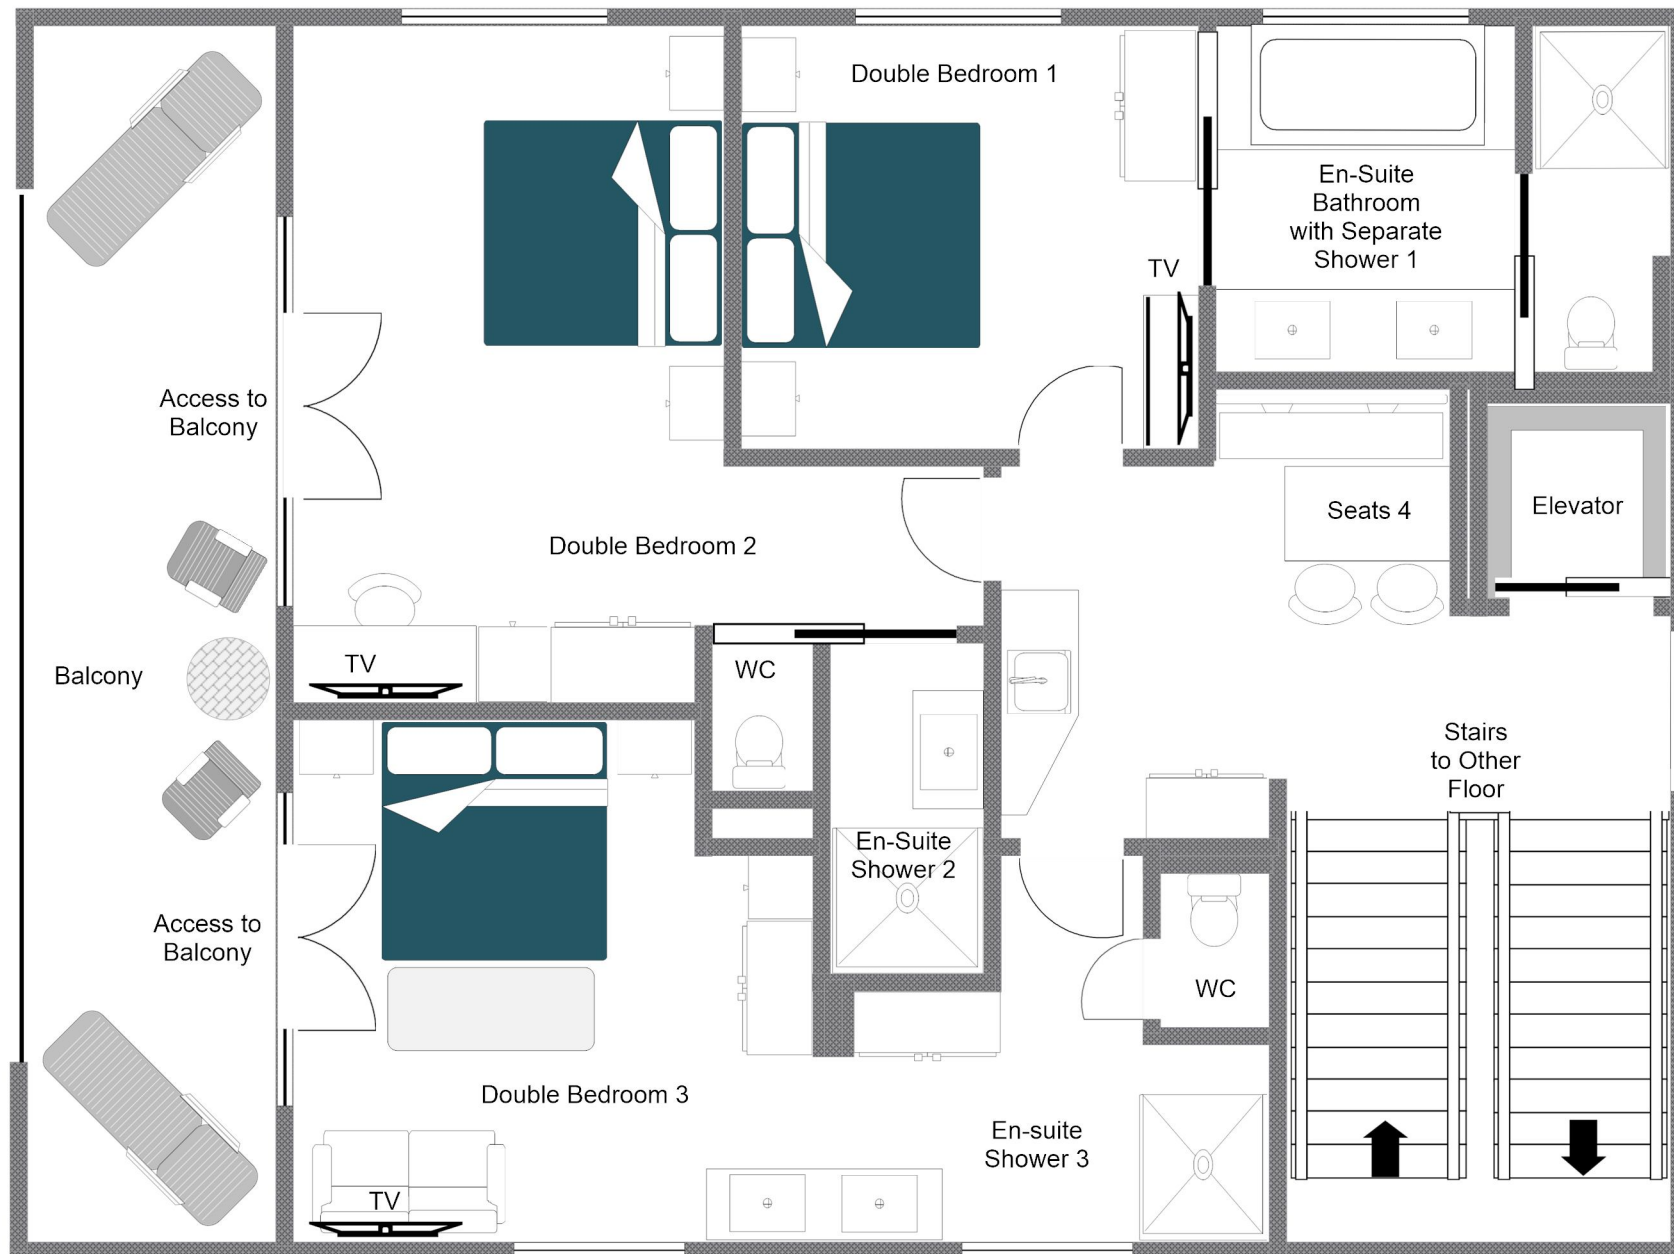 Double Bedroom 1
En-Suite
Bathroom
with Separate
Shower 1
TV
Access to
Balcony
Seats 4
Elevator
Double Bedroom 2
TV
WC
Balcony
Stairs
to Other
Floor
En-Suite
Shower 2
Access to
Balcony
WC
Double Bedroom 3
En-suite
Shower 3
TV